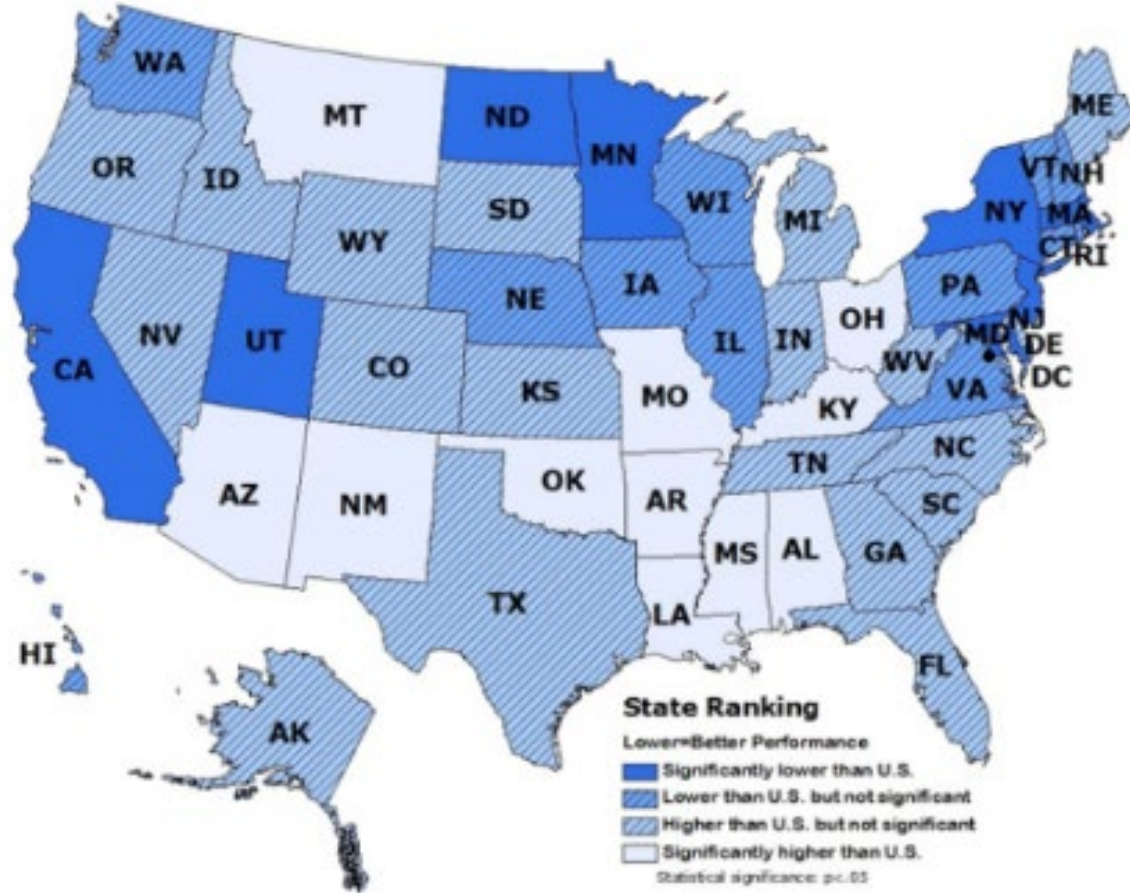 WA
MT
ND
MN
ME
OR
ID
SD
WI
MI
VT
NH
WY
NY
MA
CT
RI
NE
IA
PA
NV
UT
CO
IL
IN
OH
NJ
MD
DE
CA
KS
MO
WV
VA
DC
KY
AZ
NM
OK
AR
TN
NC
SC
MS
AL
GA
TX
LA
HI
FL
AK
State Ranking
Lower=Better Performance
Significantly lower than U.S.
Lower than U.S. but not significant
Higher than U.S. but not significant
Significantly higher than U.S.
Statistical significance: p<.05